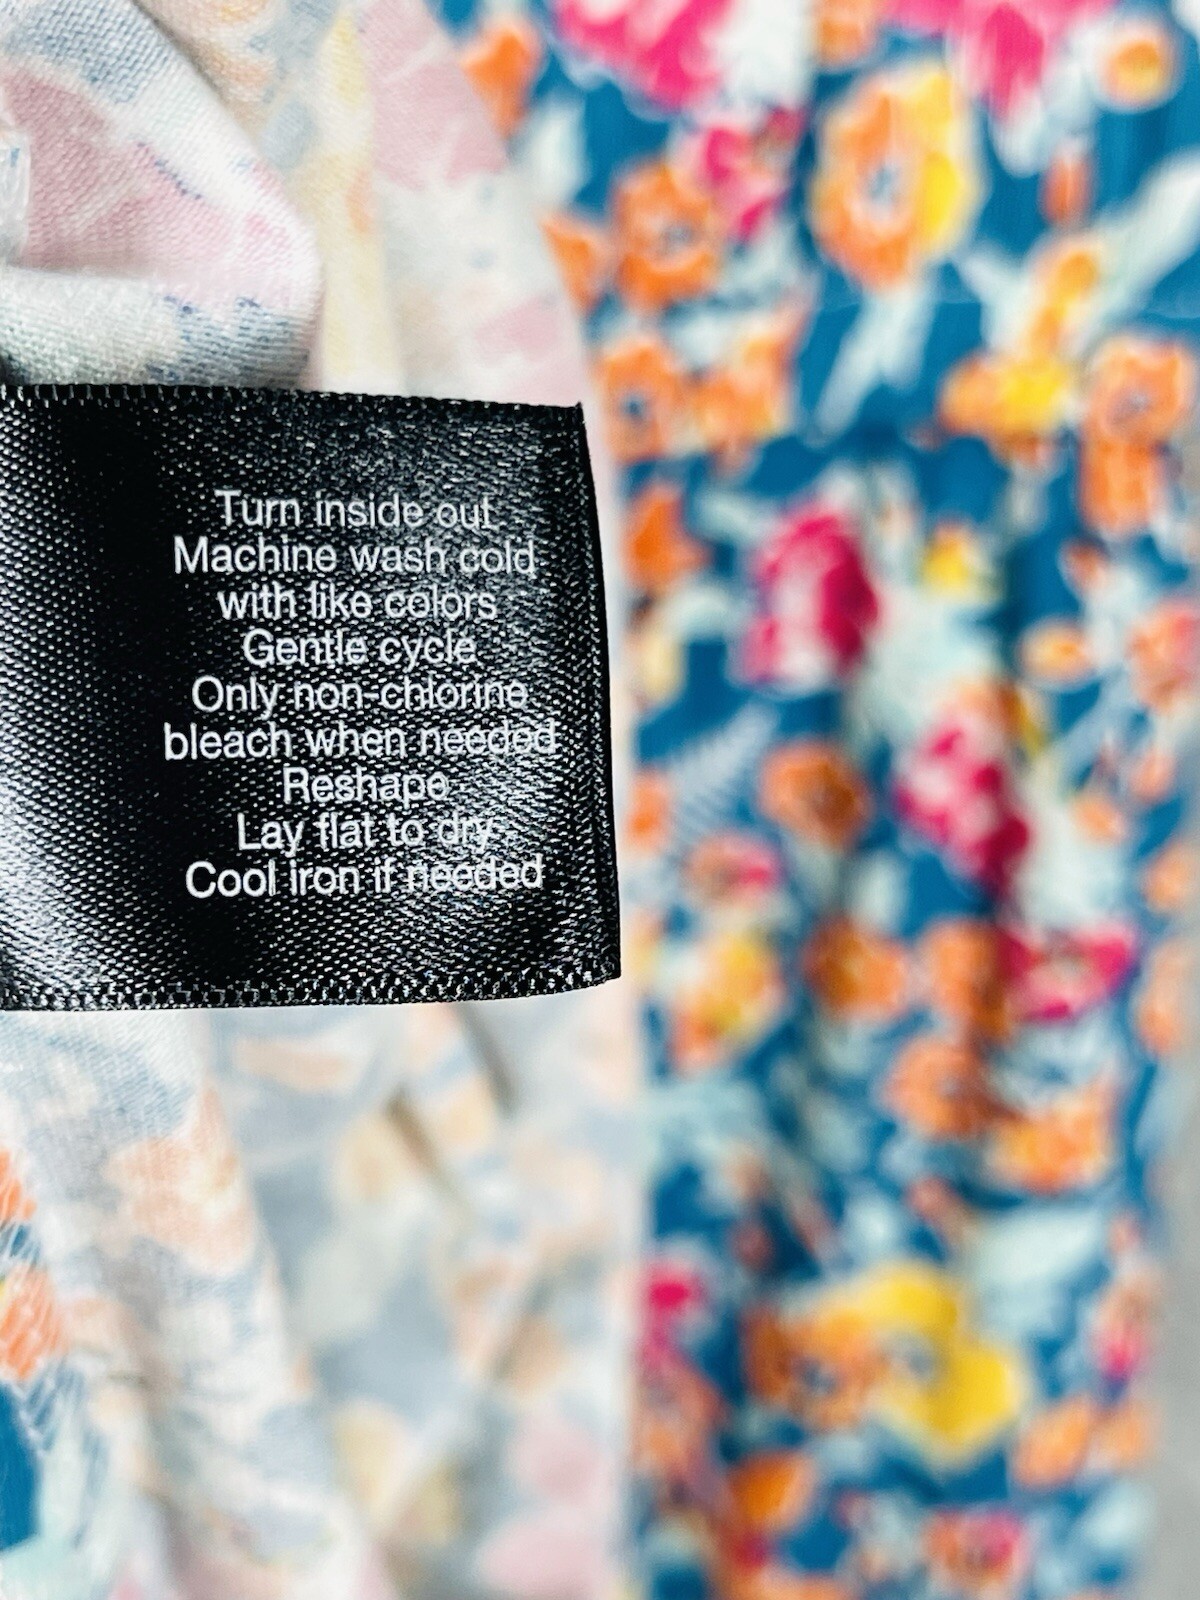 Turn inside out
Machine wash cold
with like colors
Gentle cycle
Only non-chlorine
bleach when needed
Reshape
Lay flat to dry
Cool iron if needed